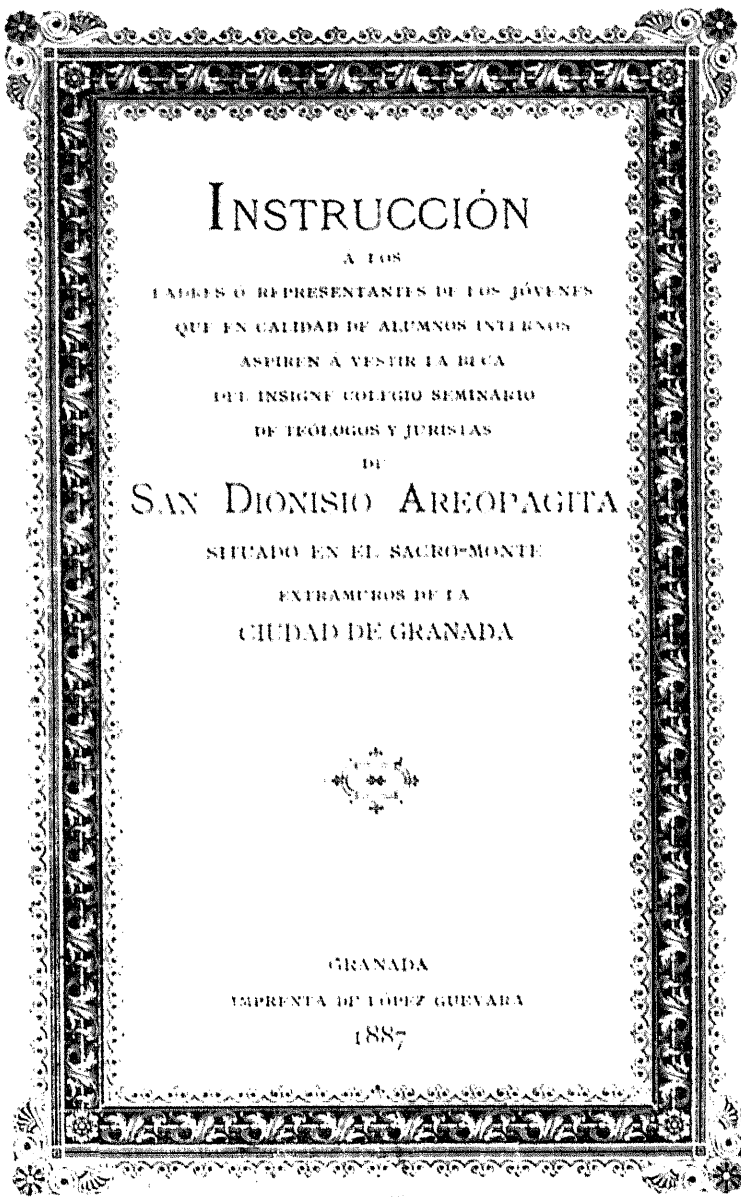 INSTRUCCIÓN
Á LOS
PADRES Ó REPRESENTANTES DE LOS JÓVENES
QUE EN CALIDAD DE ALUMNOS INTERNOS
ASPIREN Á VESTIR LA BECA
DEL INSIGNE COLEGIO SEMINARIO
DE TEÓLOGOS Y JURISTAS
DE
SAN DIONISIO AREOPAGITA
SITUADO EN EL SACRO-MONTE
EXTRAMUROS DE LA
CIUDAD DE GRANADA
GRANADA
IMPRENTA DE LÓPEZ GUEVARA
1887